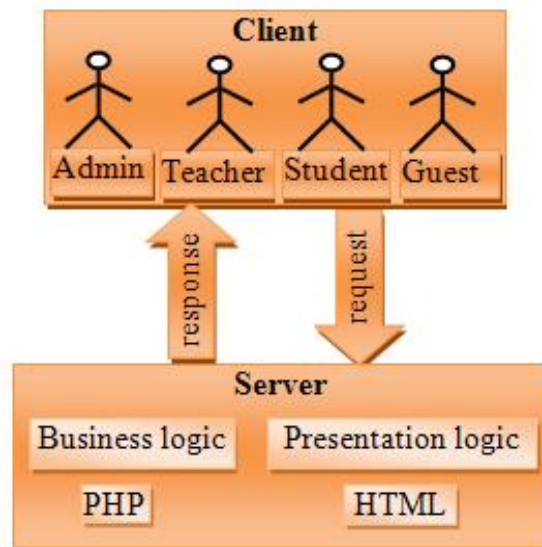 Client
Admin Teacher Student Guest
response
request
Server
Business logic Presentation logic
PHP HTML